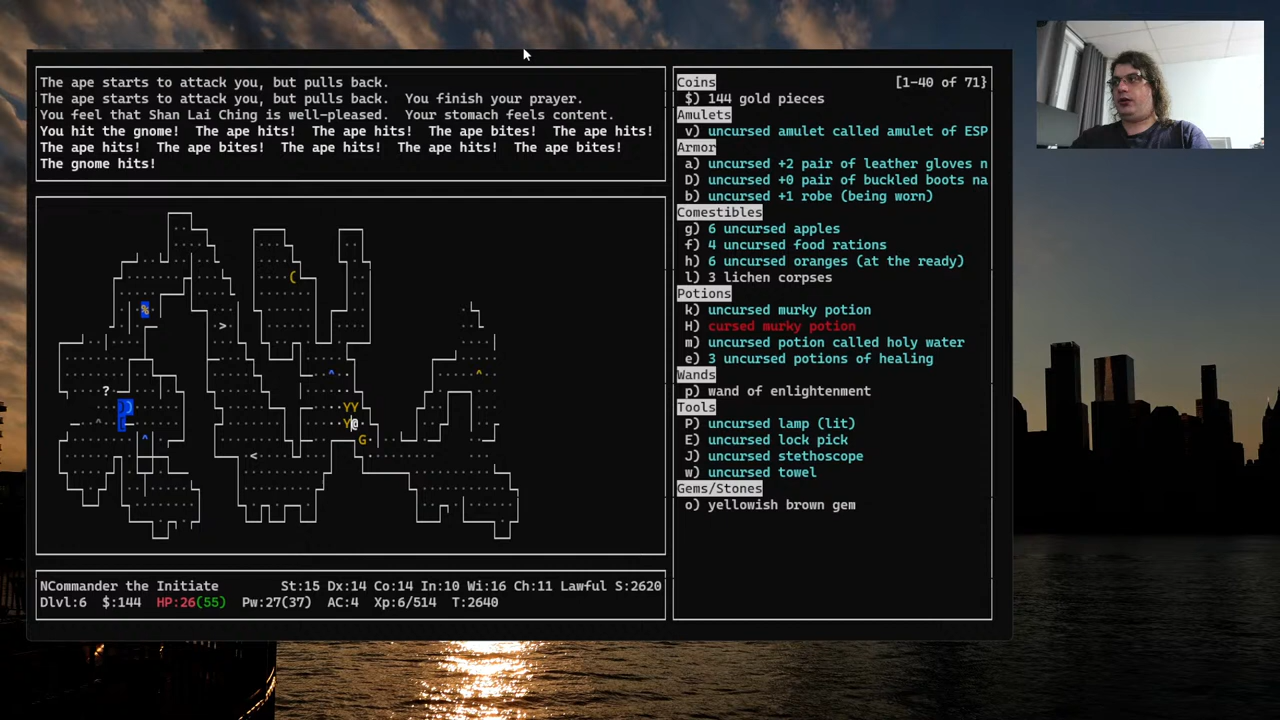 The ape starts to attack you, but pulls back.
The ape starts to attack you, but pulls back.  You finish your prayer.
You feel that Shan Lai Ching is well-pleased.  Your stomach feels content.
You hit the gnome!  The ape hits!  The ape hits!  The ape bites!  The ape hits!
The ape hits!  The ape bites!  The ape hits!  The ape hits!  The ape bites!
The gnome hits!
(
%
>
^
^
?
YY
))
^
[
Y@
^
G
<
NCommander the Initiate  St:15 Dx:14 Co:14 In:10 Wi:16 Ch:11 Lawful S:2620
Dlvl:6  $:144  HP:26(55)  Pw:27(37)  AC:4  Xp:6/514  T:2640
Coins  [1-40 of 71}
$) 144 gold pieces
Amulets
v) uncursed amulet called amulet of ESP
Armor
a) uncursed +2 pair of leather gloves n
D) uncursed +0 pair of buckled boots na
b) uncursed +1 robe (being worn)
Comestibles
g) 6 uncursed apples
f) 4 uncursed food rations
h) 6 uncursed oranges (at the ready)
l) 3 lichen corpses
Potions
k) uncursed murky potion
H) cursed murky potion
m) uncursed potion called holy water
e) 3 uncursed potions of healing
Wands
p) wand of enlightenment
Tools
P) uncursed lamp (lit)
E) uncursed lock pick
J) uncursed stethoscope
w) uncursed towel
Gems/Stones
o) yellowish brown gem